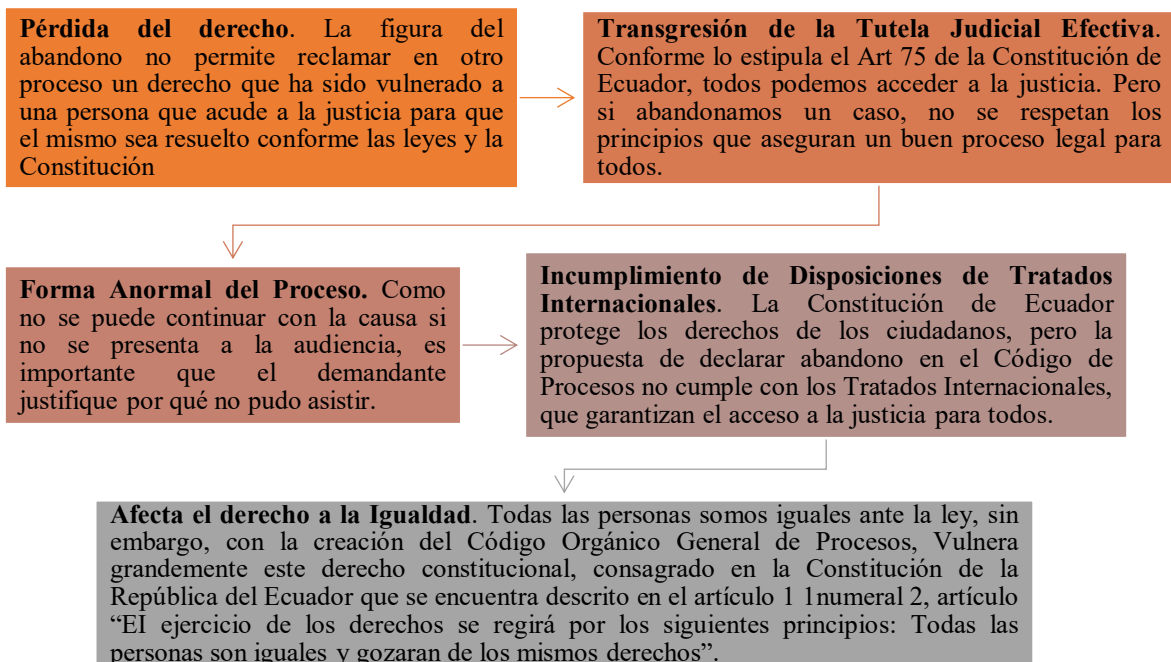 Pérdida del derecho. La figura del
abandono no permite reclamar en otro
proceso un derecho que ha sido vulnerado a
una persona que acude a la justicia para que
el mismo sea resuelto conforme las leyes y la
Constitución
Transgresión de la Tutela Judicial Efectiva.
Conforme lo estipula el Art 75 de la Constitución de
Ecuador, todos podemos acceder a la justicia. Pero
si abandonamos un caso, no se respetan los
principios que aseguran un buen proceso legal para
todos.
Forma Anormal del Proceso. Como
no se puede continuar con la causa si
no se presenta a la audiencia, es
importante que el demandante
justifique por qué no pudo asistir.
Incumplimiento de Disposiciones de Tratados
Internacionales. La Constitución de Ecuador
protege los derechos de los ciudadanos, pero la
propuesta de declarar abandono en el Código de
Procesos no cumple con los Tratados Internacionales,
que garantizan el acceso a la justicia para todos.
Afecta el derecho a la Igualdad. Todas las personas somos iguales ante la ley, sin
embargo, con la creación del Código Orgánico General de Procesos, Vulnera
grandemente este derecho constitucional, consagrado en la Constitución de la
República del Ecuador que se encuentra descrito en el artículo 1 1numeral 2, artículo
“EI ejercicio de los derechos se regirá por los siguientes principios: Todas las
personas son iguales y gozaran de los mismos derechos”.